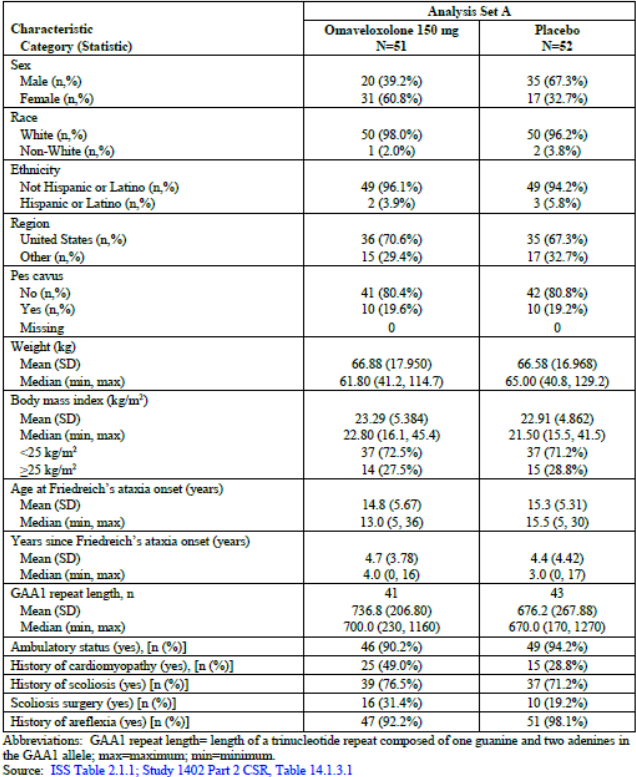 Analysis Set A
Characteristic Omaveloxolone 150 mg Placebo
Category (Statistic) N=51 N=52
Sex
Male (n,%) 20 (39.2%) 35 (67.3%)
Female (n,%) 31 (60.8%) 17 (32.7%)
Race
White (n,%) 50 (98.0%) 50 (96.2%)
Non-White (n,%) 1 (2.0%) 2 (3.8%)
Ethnicity
Not Hispanic or Latino (n,%) 49 (96.1%) 49 (94.2%)
Hispanic or Latino (n,%) 2 (3.9%) 3 (5.8%)
Region
United States (n,%) 36 (70.6%) 35 (67.3%)
Other (n,%) 15 (29.4%) 17 (32.7%)
Pes cavus
No (n,%) 41 (80.4%) 42 (80.8%)
Yes (n,%) 10 (19.6%) 10 (19.2%)
Missing 0 0
Weight (kg)
Mean (SD) 66.88 (17.950) 66.58 (16.968)
Median (min, max) 61.80 (41.2, 114.7) 65.00 (40.8, 129.2)
Body mass index (kg/m²)
Mean (SD) 23.29 (5.384) 22.91 (4.862)
Median (min, max) 22.80 (16.1, 45.4) 21.50 (15.5, 41.5)
<25 kg/m² 37 (72.5%) 37 (71.2%)
≥25 kg/m² 14 (27.5%) 15 (28.8%)
Age at Friedreich's ataxia onset (years)
Mean (SD) 14.8 (5.67) 15.3 (5.31)
Median (min, max) 13.0 (5, 36) 15.5 (5, 30)
Years since Friedreich's ataxia onset (years)
Mean (SD) 4.7 (3.78) 4.4 (4.42)
Median (min, max) 4.0 (0, 16) 3.0 (0, 17)
GAA1 repeat length, n 41 43
Mean (SD) 736.8 (206.80) 676.2 (267.88)
Median (min, max) 700.0 (230, 1160) 670.0 (170, 1270)
Ambulatory status (yes), [n (%)] 46 (90.2%) 49 (94.2%)
History of cardiomyopathy (yes), [n (%)] 25 (49.0%) 15 (28.8%)
History of scoliosis (yes) [n (%)] 39 (76.5%) 37 (71.2%)
Scoliosis surgery (yes) [n (%)] 16 (31.4%) 10 (19.2%)
History of areflexia (yes) [n (%)] 47 (92.2%) 51 (98.1%)
Abbreviations: GAA1 repeat length= length of a trinucleotide repeat composed of one guanine and two adenines in
the GAA1 allele; max=maximum; min=minimum.
Source: ISS Table 2.1.1; Study 1402 Part 2 CSR, Table 14.1.3.1